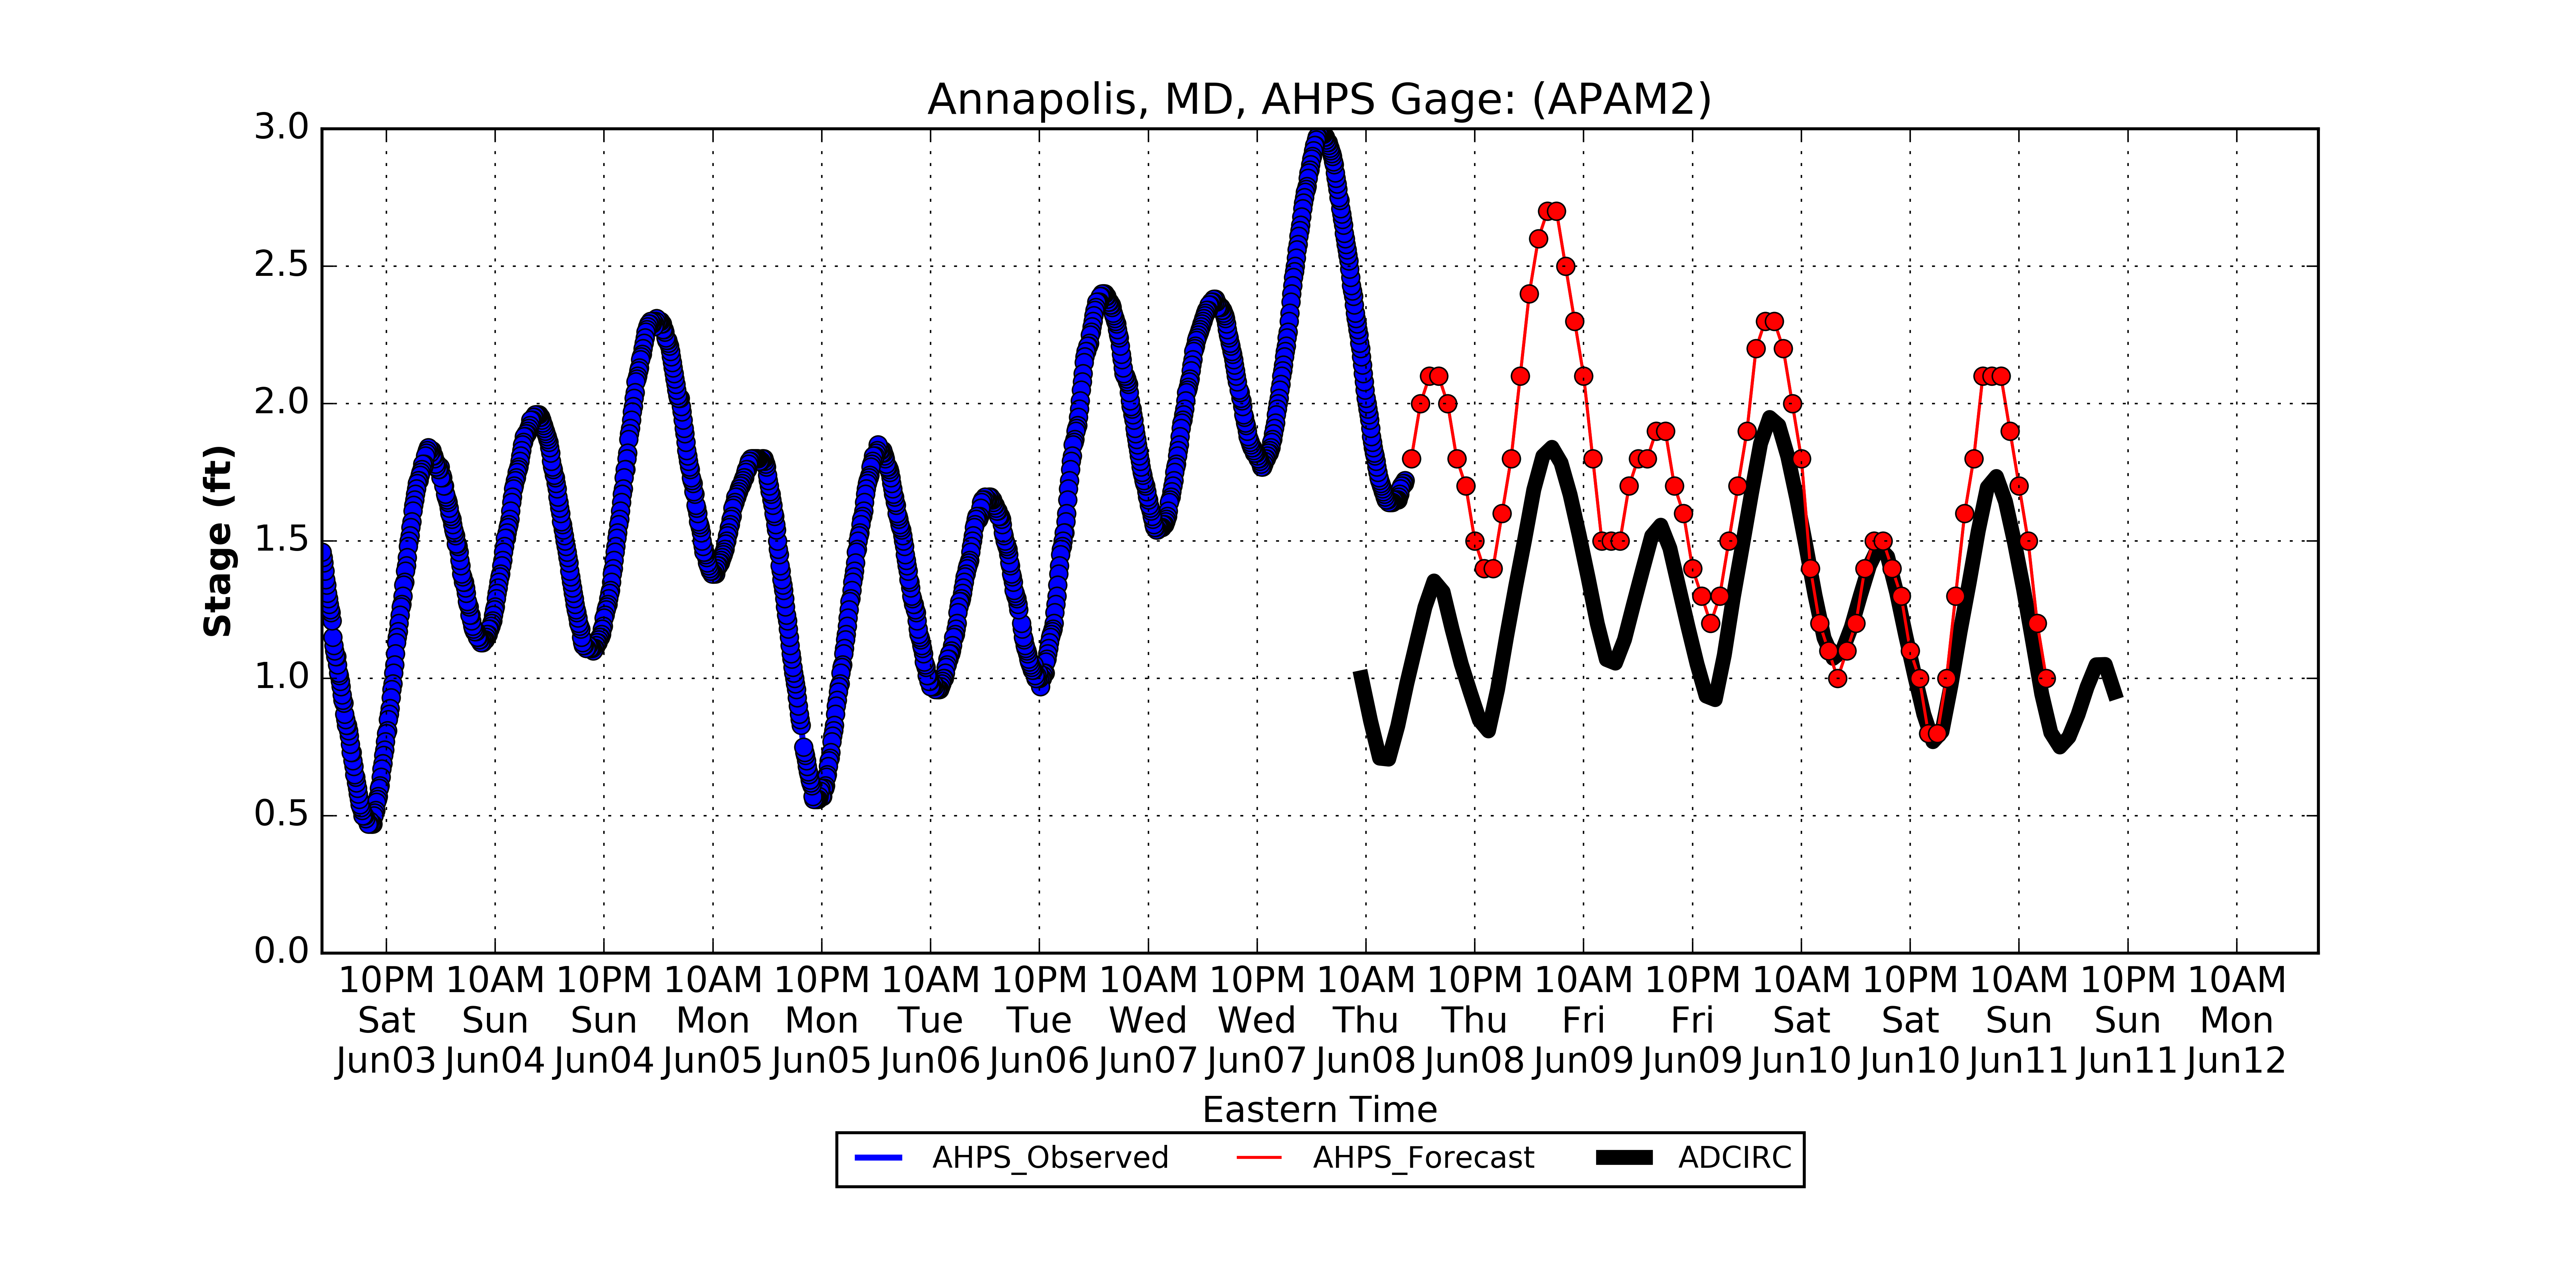 Annapolis, MD, AHPS Gage: (APAM2)
Stage (ft)
3.0
2.5
2.0
1.5
1.0
0.5
0.0
10PM 10AM 10PM 10AM 10PM 10AM 10PM 10AM 10PM 10AM 10PM 10AM 10PM 10AM 10PM 10AM 10PM 10AM
Sat Sun Sun Mon Mon Tue Tue Wed Wed Thu Thu Fri Fri Sat Sat Sun Sun Mon
Jun03 Jun04 Jun04 Jun05 Jun05 Jun06 Jun06 Jun07 Jun07 Jun08 Jun08 Jun09 Jun09 Jun10 Jun10 Jun11 Jun11 Jun12
Eastern Time
AHPS_Observed AHPS_Forecast ADCIRC